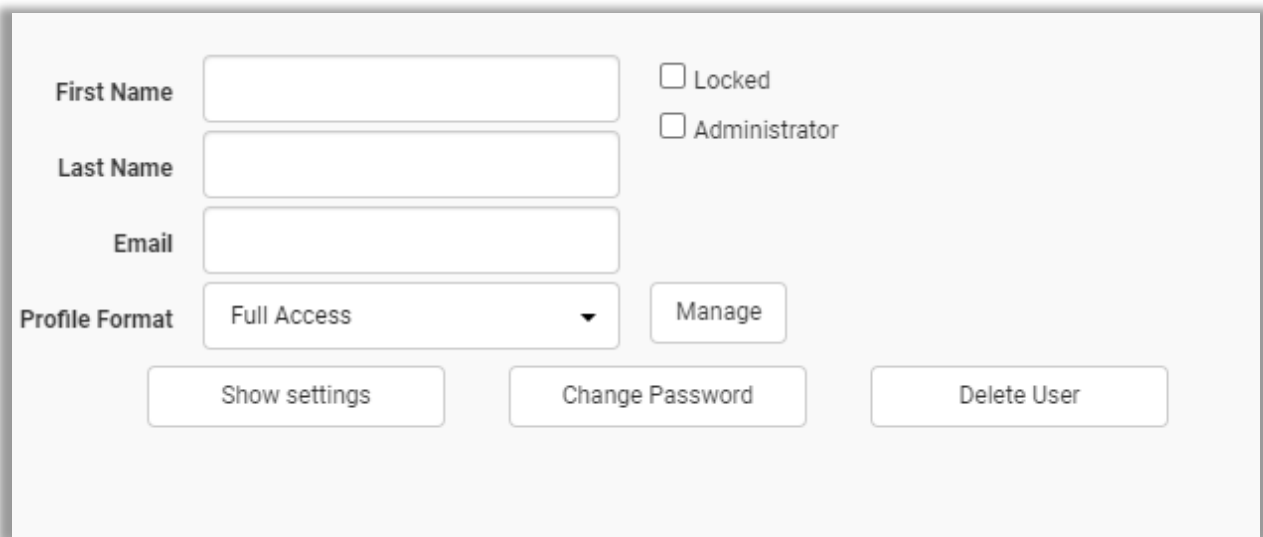 First Name
Locked
Administrator
Last Name
Email
Profile Format Full Access Manage
Show settings Change Password Delete User